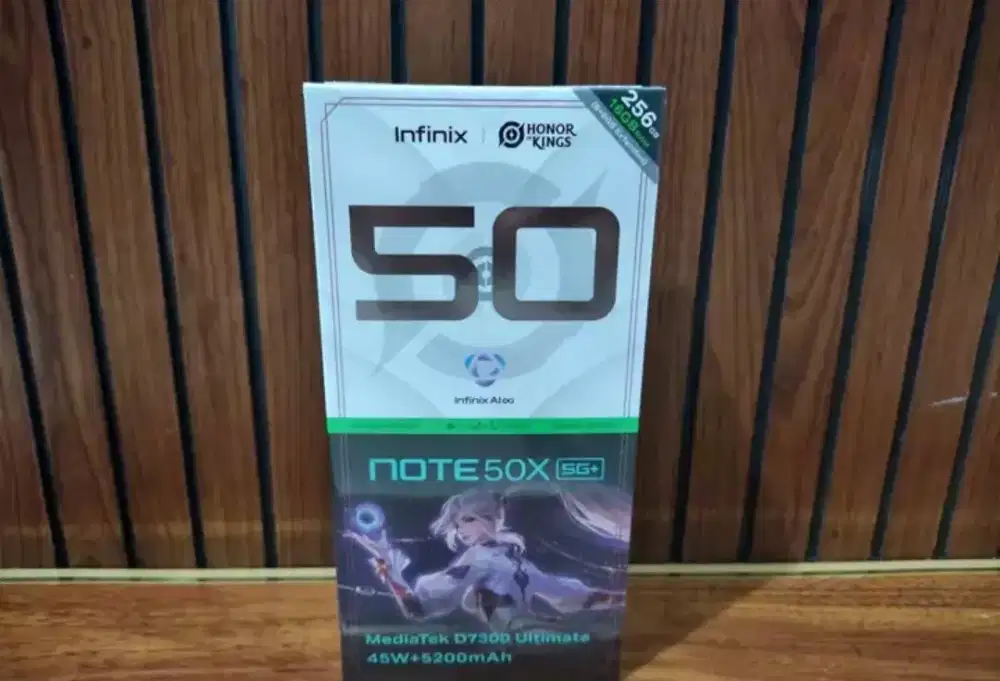 Infinix | HONOR OF KINGS
256GB
16GB
50
Infinix AI∞
NOTE 50X 5G+
MediaTek D7300 Ultimate
45W+5200mAh